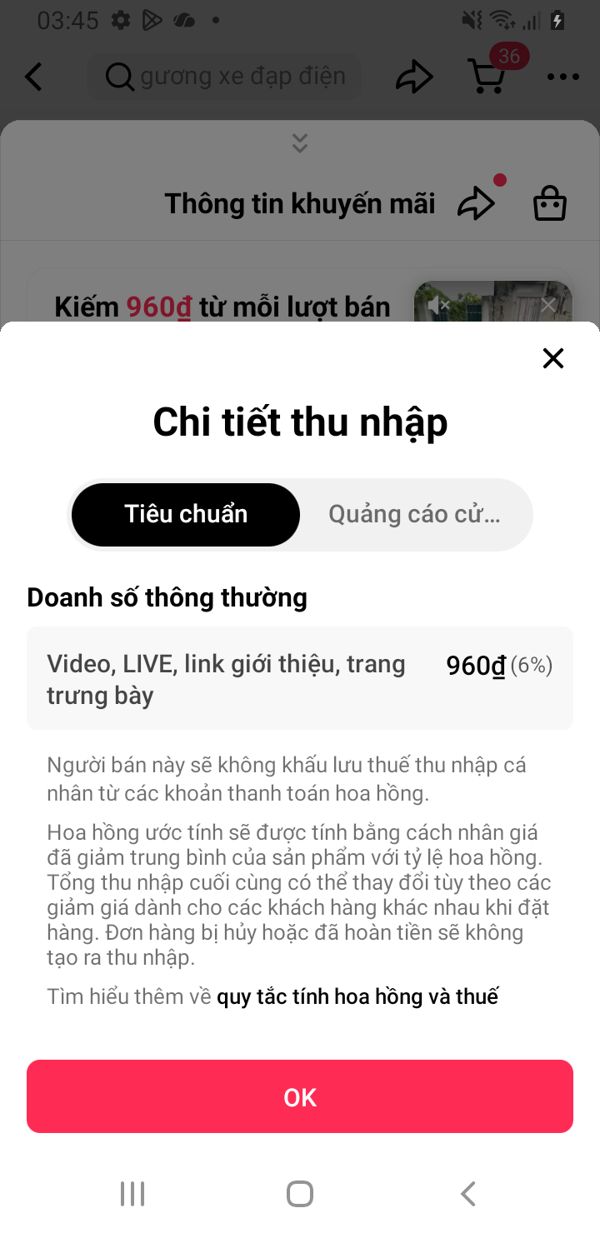 03:45
gương xe đạp điện
36
Thông tin khuyến mãi
Kiếm 960₫ từ mỗi lượt bán
Chi tiết thu nhập
Tiêu chuẩn
Quảng cáo cử...
Doanh số thông thường
Video, LIVE, link giới thiệu, trang
trưng bày
960₫ (6%)
Người bán này sẽ không khấu lưu thuế thu nhập cá
nhân từ các khoản thanh toán hoa hồng.
Hoa hồng ước tính sẽ được tính bằng cách nhân giá
đã giảm trung bình của sản phẩm với tỷ lệ hoa hồng.
Tổng thu nhập cuối cùng có thể thay đổi tùy theo các
giảm giá dành cho các khách hàng khác nhau khi đặt
hàng. Đơn hàng bị hủy hoặc đã hoàn tiền sẽ không
tạo ra thu nhập.
Tìm hiểu thêm về quy tắc tính hoa hồng và thuế
OK